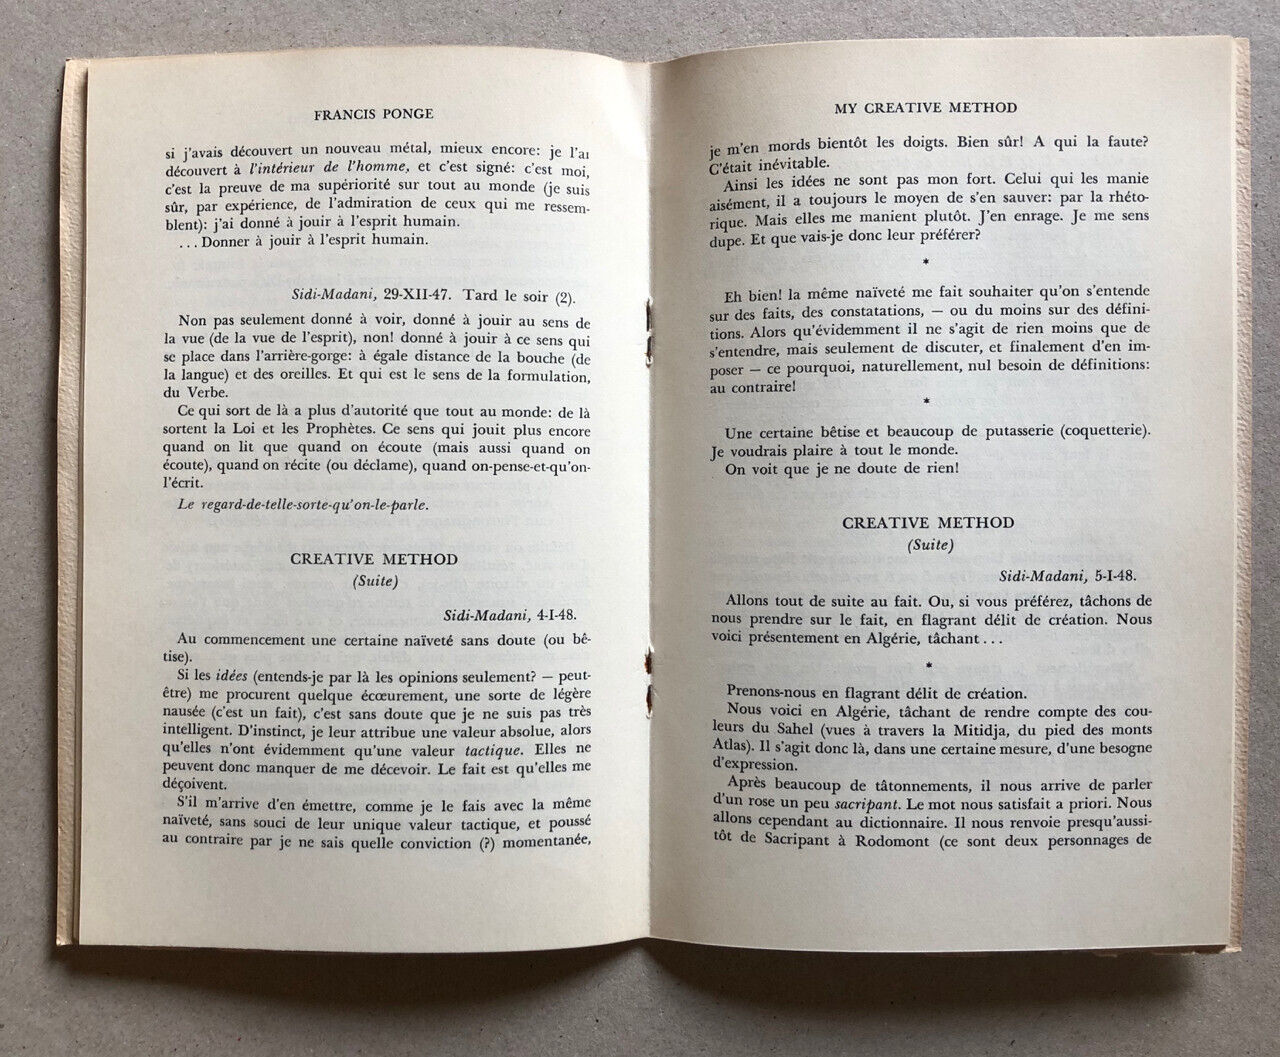 FRANCIS PONGE
si j'avais découvert un nouveau métal, mieux encore: je l'ai
découvert à l'intérieur de l'homme, et c'est signé: c'est moi,
c'est la preuve de ma supériorité sur tout au monde (je suis
sûr, par expérience, de l'admiration de ceux qui me ressem-
blent): j'ai donné à jouir à l'esprit humain.
... Donner à jouir à l'esprit humain.
Sidi-Madani, 29-XII-47. Tard le soir (2).
Non pas seulement donné à voir, donné à jouir au sens de
la vue (de la vue de l'esprit), non! donné à jouir à ce sens qui
se place dans l'arrière-gorge: à égale distance de la bouche (de
la langue) et des oreilles. Et qui est le sens de la formulation,
du Verbe.
Ce qui sort de là a plus d'autorité que tout au monde: de là
sortent la Loi et les Prophètes. Ce sens qui jouit plus encore
quand on lit que quand on écoute (mais aussi quand on
écoute), quand on récite (ou déclame), quand on-pense-et-qu'on-
l'écrit.
Le regard-de-telle-sorte-qu'on-le-parle.
CREATIVE METHOD
(Suite)
Sidi-Madani, 4-I-48.
Au commencement une certaine naïveté sans doute (ou bê-
tise).
Si les idées (entends-je par là les opinions seulement? — peut-
être) me procurent quelque écœurement, une sorte de légère
nausée (c'est un fait), c'est sans doute que je ne suis pas très
intelligent. D'instinct, je leur attribue une valeur absolue, alors
qu'elles n'ont évidemment qu'une valeur tactique. Elles ne
peuvent donc manquer de me décevoir. Le fait est qu'elles me
déçoivent.
S'il m'arrive d'en émettre, comme je le fais avec la même
naïveté, sans souci de leur unique valeur tactique, et poussé
au contraire par je ne sais quelle conviction (?) momentanée,
MY CREATIVE METHOD
je m'en mords bientôt les doigts. Bien sûr! A qui la faute?
C'était inévitable.
Ainsi les idées ne sont pas mon fort. Celui qui les manie
aisément, il a toujours le moyen de s'en sauver: par la rhéto-
rique. Mais elles me manient plutôt. J'en enrage. Je me sens
dupe. Et que vais-je donc leur préférer?
*
Eh bien! la même naïveté me fait souhaiter qu'on s'entende
sur des faits, des constatations, — ou du moins sur des défini-
tions. Alors qu'évidemment il ne s'agit de rien moins que de
s'entendre, mais seulement de discuter, et finalement d'en im-
poser — ce pourquoi, naturellement, nul besoin de définitions:
au contraire!
*
Une certaine bêtise et beaucoup de putasserie (coquetterie).
Je voudrais plaire à tout le monde.
On voit que je ne doute de rien!
CREATIVE METHOD
(Suite)
Sidi-Madani, 5-I-48.
Allons tout de suite au fait. Ou, si vous préférez, tâchons de
nous prendre sur le fait, en flagrant délit de création. Nous
voici présentement en Algérie, tâchant ...
*
Prenons-nous en flagrant délit de création.
Nous voici en Algérie, tâchant de rendre compte des cou-
leurs du Sahel (vues à travers la Mitidja, du pied des monts
Atlas). Il s'agit donc là, dans une certaine mesure, d'une besogne
d'expression.
Après beaucoup de tâtonnements, il nous arrive de parler
d'un rose un peu sacripant. Le mot nous satisfait a priori. Nous
allons cependant au dictionnaire. Il nous renvoie presqu'aussi-
tôt de Sacripant à Rodomont (ce sont deux personnages de